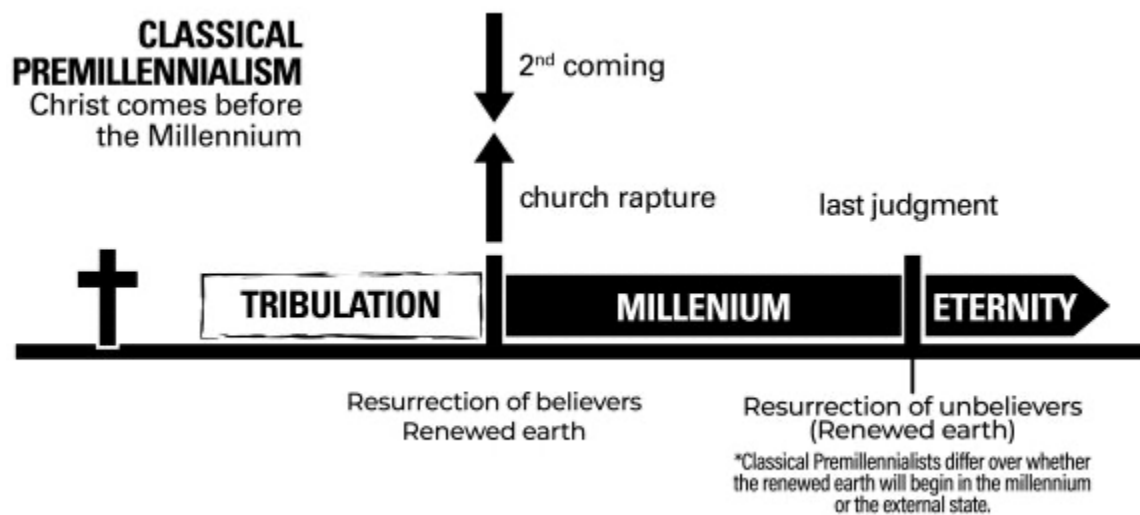 CLASSICAL
PREMILLENNIALISM
Christ comes before
the Millennium
2nd coming
church rapture
last judgment
TRIBULATION
MILLENIUM
ETERNITY
Resurrection of believers
Renewed earth
Resurrection of unbelievers
(Renewed earth)
*Classical Premillennialists differ over whether
the renewed earth will begin in the millennium
or the external state.